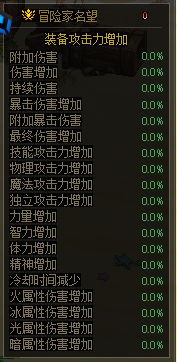 冒险家名望 0
装备攻击力增加
附加伤害 0.0%
伤害增加 0.0%
持续伤害 0.0%
暴击伤害增加 0.0%
附加暴击伤害 0.0%
最终伤害增加 0.0%
技能攻击力增加 0.0%
物理攻击力增加 0.0%
魔法攻击力增加 0.0%
独立攻击力增加 0.0%
力量增加 0.0%
智力增加 0.0%
体力增加 0.0%
精神增加 0.0%
冷却时间减少 0.0%
火属性伤害增加 0.0%
冰属性伤害增加 0.0%
光属性伤害增加 0.0%
暗属性伤害增加 0.0%